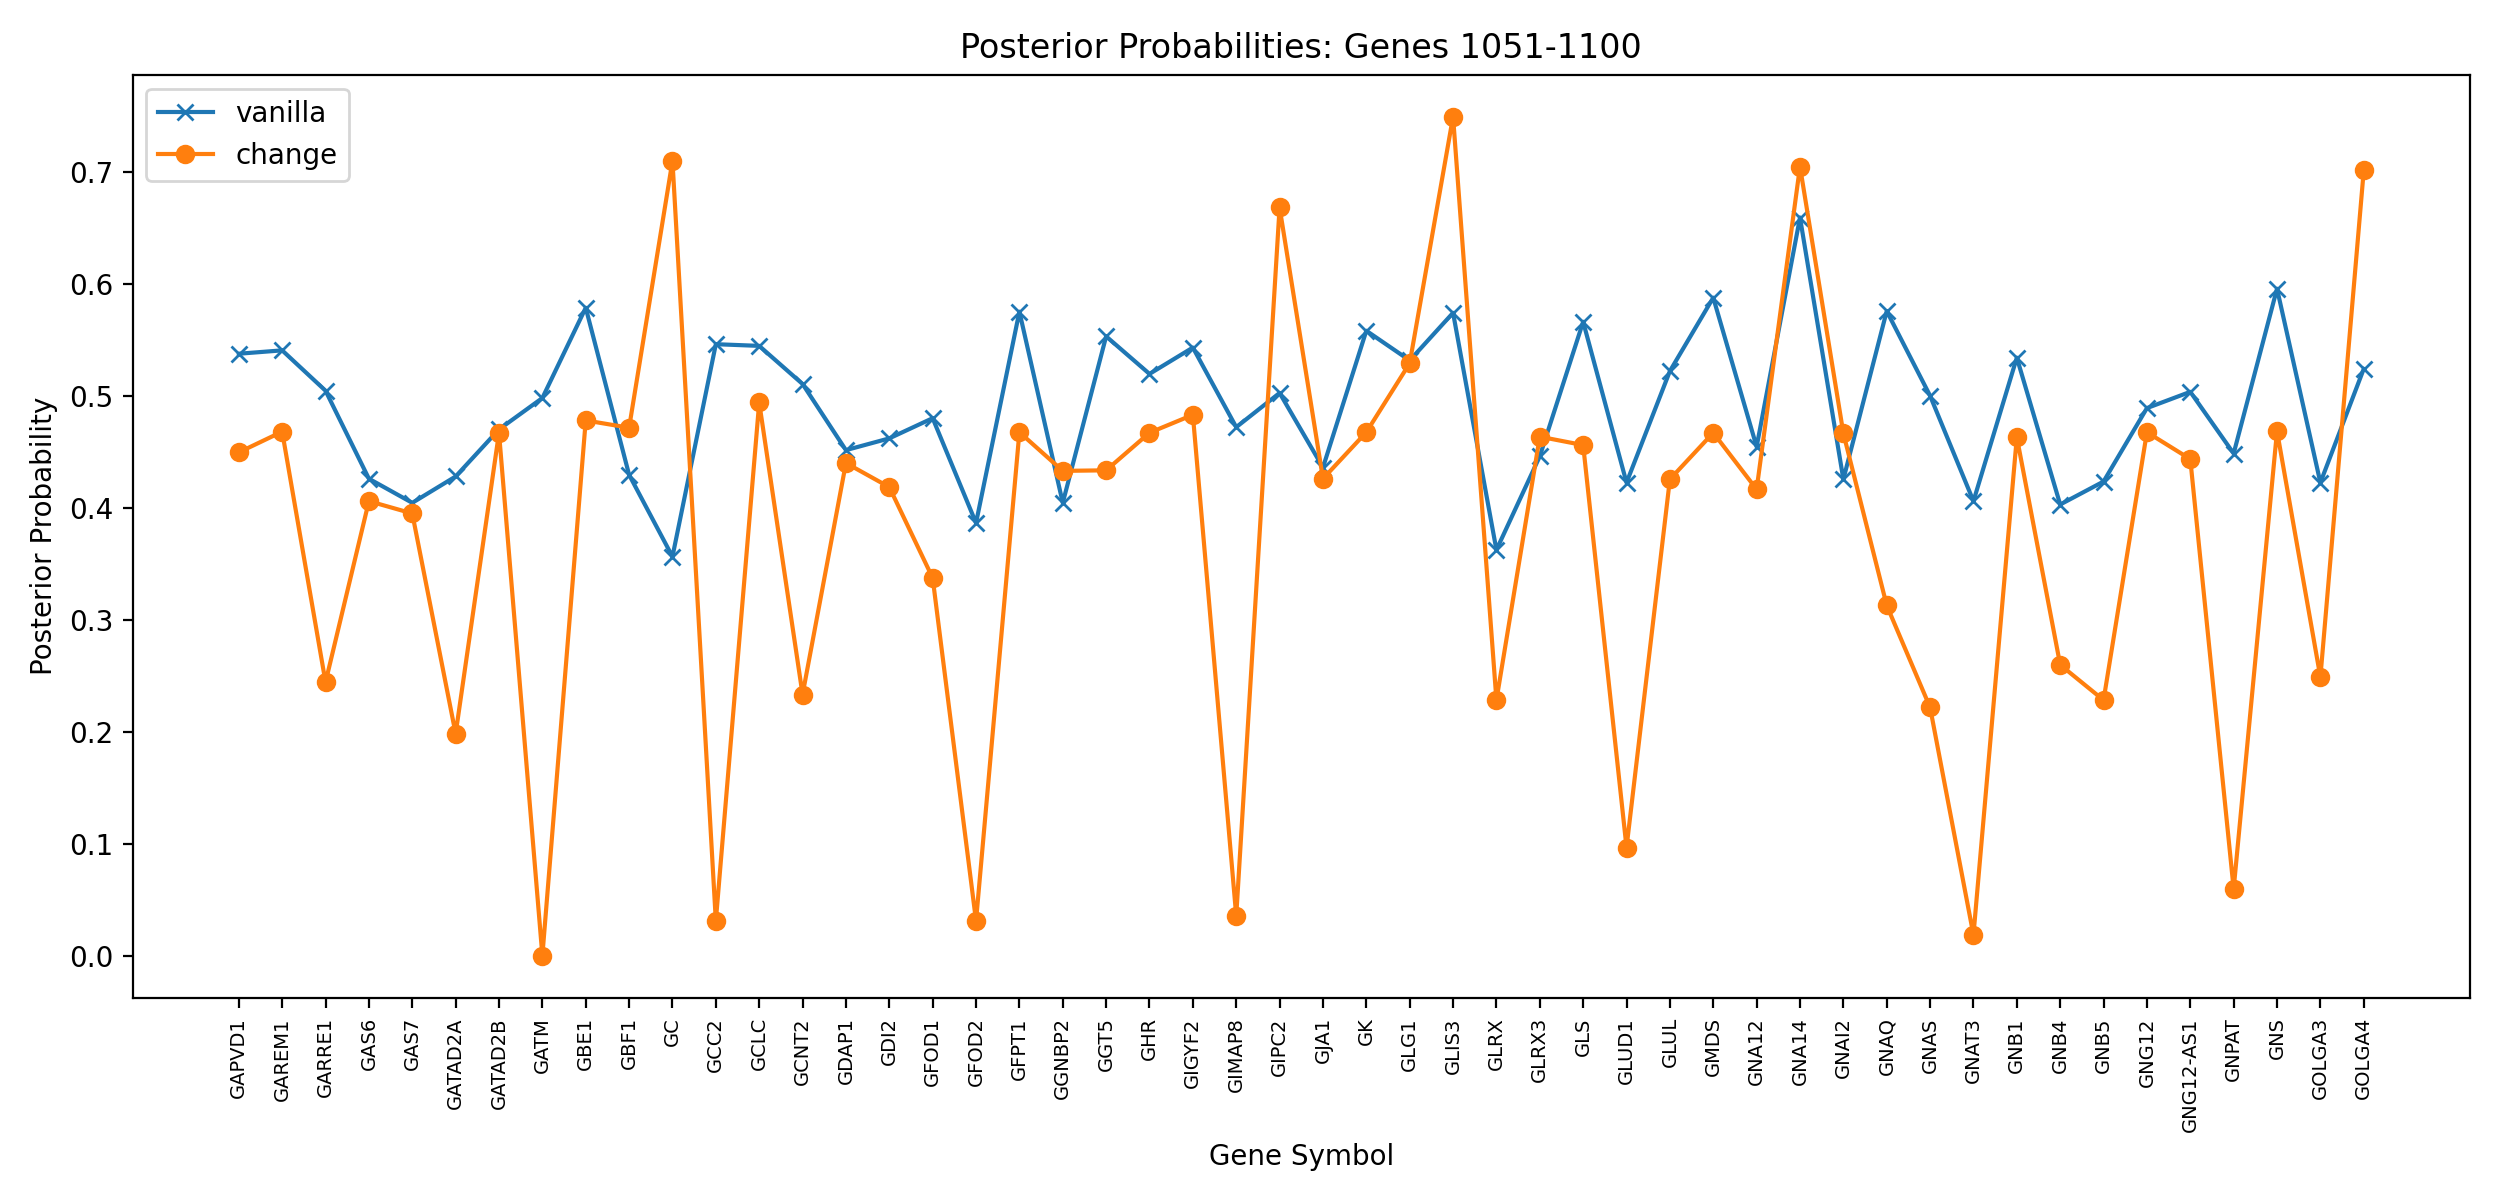 Posterior Probabilities: Genes 1051-1100
vanilla
change
Posterior Probability
0.7
0.6
0.5
0.4
0.3
0.2
0.1
0.0
GAPVD1
GAREM1
GARRE1
GAS6
GAS7
GATAD2A
GATAD2B
GATM
GBE1
GBF1
GC
GCC2
GCLC
GCNT2
GDAP1
GDI2
GFOD1
GFOD2
GFPT1
GGNBP2
GGT5
GHR
GIGYF2
GIMAP8
GIPC2
GJA1
GK
GLG1
GLIS3
GLRX
GLRX3
GLS
GLUD1
GLUL
GMDS
GNA12
GNA14
GNAI2
GNAQ
GNAS
GNAT3
GNB1
GNB4
GNB5
GNG12
GNG12-AS1
GNPAT
GNS
GOLGA3
GOLGA4
Gene Symbol